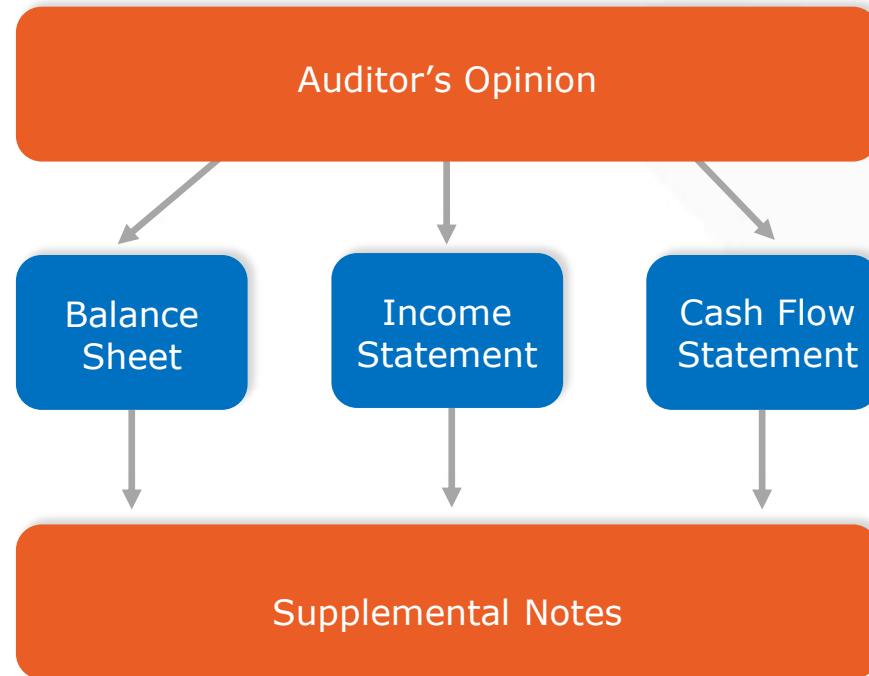 Auditor’s Opinion
Balance
Sheet
Income
Statement
Cash Flow
Statement
Supplemental Notes